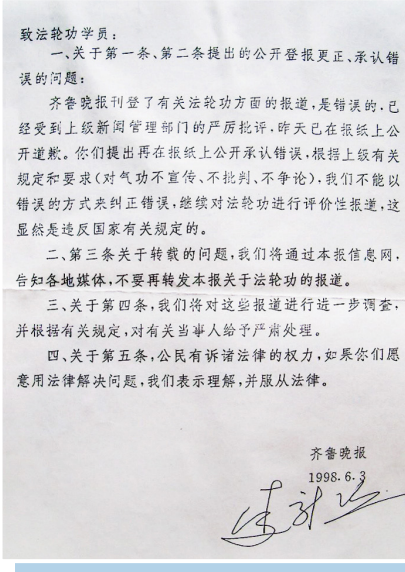 致法轮功学员:
一、关于第一条、第二条提出的公开登报更正、承认错
误的问题:
齐鲁晚报刊登了有关法轮功方面的报道,是错误的.已
经受到上级新闻管理部门的严厉批评,昨天已在报纸上公
开道歉。你们提出再在报纸上公开承认错误,根据上级有关
规定和要求(对气功不宣传、不批判、不争论),我们不能以
错误的方式来纠正错误,继续对法轮功进行评价性报道,这
显然是违反国家有关规定的。
二、第三条关于转载的问题,我们将通过本报信息网,
告知各地媒体,不要再转发本报关于法轮功的报道。
三、关于第四条,我们将对这些报道进行进一步调查,
并根据有关规定,对有关当事人给予严肃处理。
四、关于第五条,公民有诉诸法律的权力,如果你们愿
意用法律解决问题,我们表示理解,并服从法律。
齐鲁晚报
1998.6.3